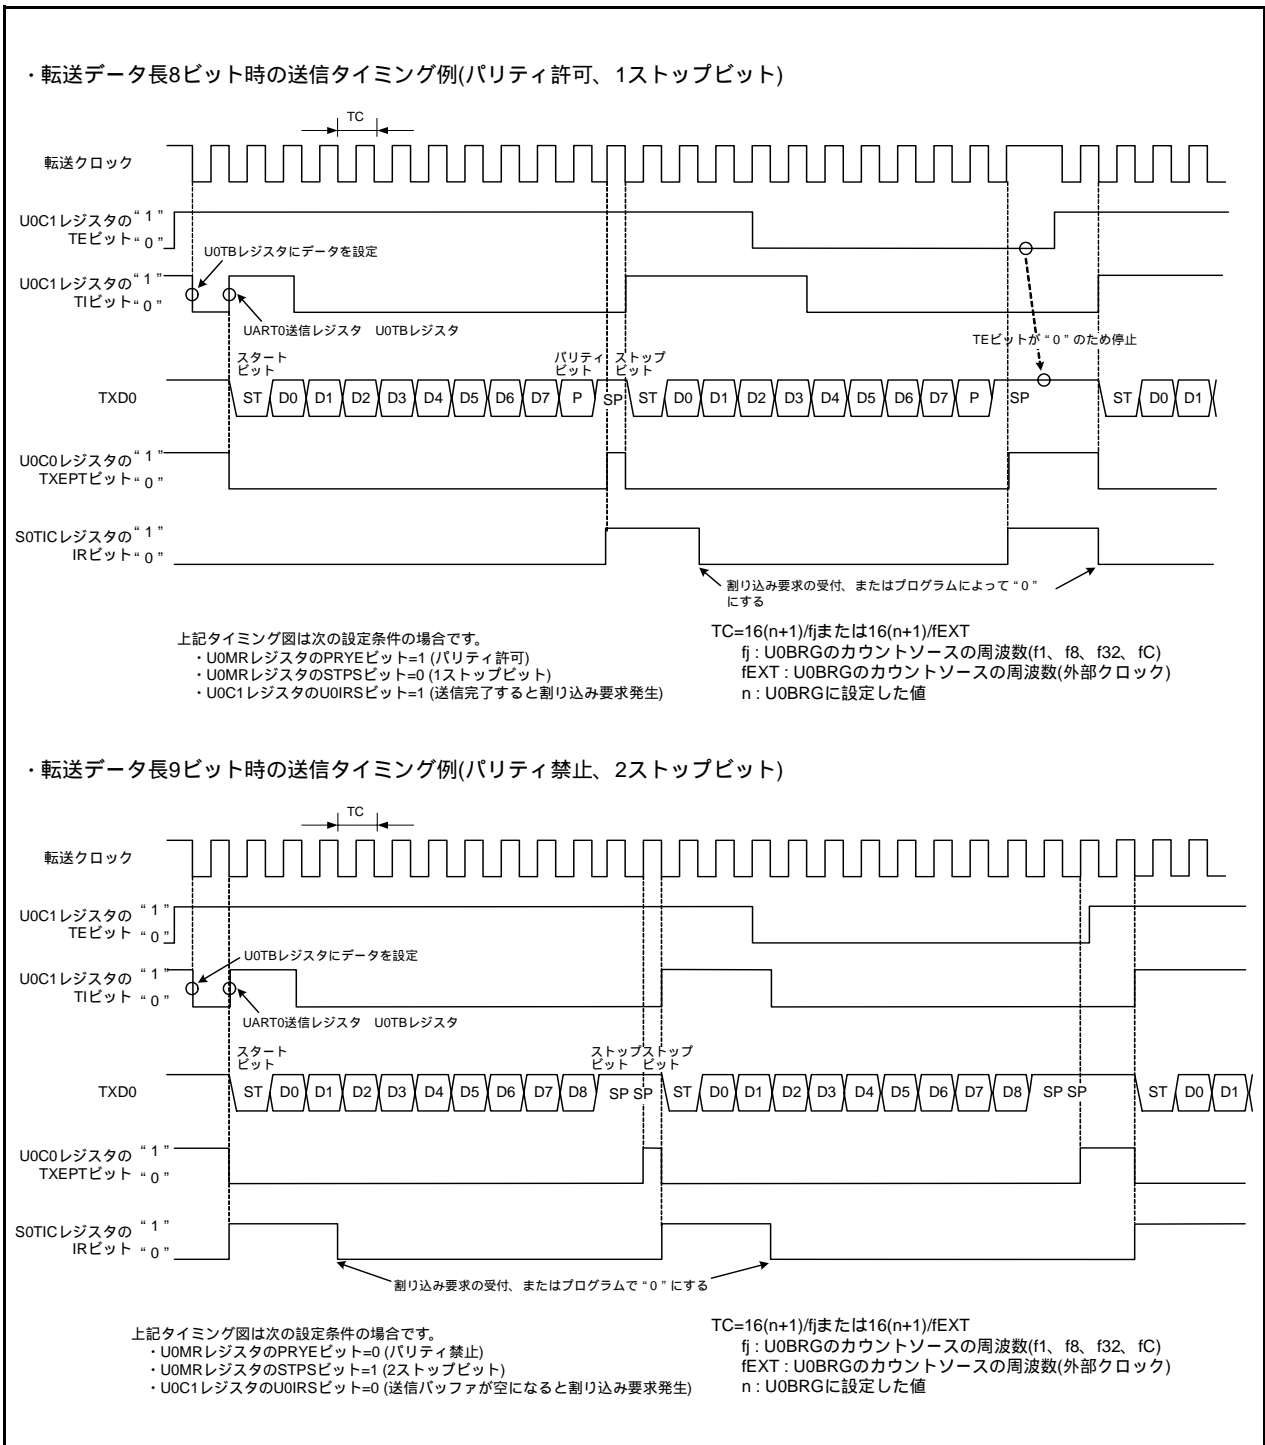 ・転送データ長8ビット時の送信タイミング例(パリティ許可、1ストップビット)
TC
転送クロック
U0C1レジスタの“ 1 ”
TEビット“ 0 ”
U0TBレジスタにデータを設定
U0C1レジスタの“ 1 ”
TIビット“ 0 ”
UART0送信レジスタ　U0TBレジスタ
TEビットが“ 0 ”のため停止
スタート
ビット
パリティ
ビット
ストップ
ビット
TXD0
ST D0 D1 D2 D3 D4 D5 D6 D7 P SP ST D0 D1 D2 D3 D4 D5 D6 D7 P SP ST D0 D1
U0C0レジスタの“ 1 ”
TXEPTビット“ 0 ”
S0TICレジスタの“ 1 ”
IRビット“ 0 ”
割り込み要求の受付、またはプログラムによって“ 0 ”
にする
上記タイミング図は次の設定条件の場合です。
・U0MRレジスタのPRYEビット=1 (パリティ許可)
・U0MRレジスタのSTPSビット=0 (1ストップビット)
・U0C1レジスタのU0IRSビット=1 (送信完了すると割り込み要求発生)
TC=16(n+1)/fjまたは16(n+1)/fEXT
fj : U0BRGのカウントソースの周波数(f1、f8、f32、fC)
fEXT : U0BRGのカウントソースの周波数(外部クロック)
n : U0BRGに設定した値
・転送データ長9ビット時の送信タイミング例(パリティ禁止、2ストップビット)
TC
転送クロック
U0C1レジスタの“ 1 ”
TEビット“ 0 ”
U0TBレジスタにデータを設定
U0C1レジスタの“ 1 ”
TIビット“ 0 ”
UART0送信レジスタ　U0TBレジスタ
スタート
ビット
ストップ
ビット
ストップ
ビット
TXD0
ST D0 D1 D2 D3 D4 D5 D6 D7 D8 SP SP ST D0 D1 D2 D3 D4 D5 D6 D7 D8 SP SP ST D0 D1
U0C0レジスタの“ 1 ”
TXEPTビット“ 0 ”
S0TICレジスタの“ 1 ”
IRビット“ 0 ”
割り込み要求の受付、またはプログラムで“ 0 ”にする
上記タイミング図は次の設定条件の場合です。
・U0MRレジスタのPRYEビット=0 (パリティ禁止)
・U0MRレジスタのSTPSビット=1 (2ストップビット)
・U0C1レジスタのU0IRSビット=0 (送信バッファが空になると割り込み要求発生)
TC=16(n+1)/fjまたは16(n+1)/fEXT
fj : U0BRGのカウントソースの周波数(f1、f8、f32、fC)
fEXT : U0BRGのカウントソースの周波数(外部クロック)
n : U0BRGに設定した値